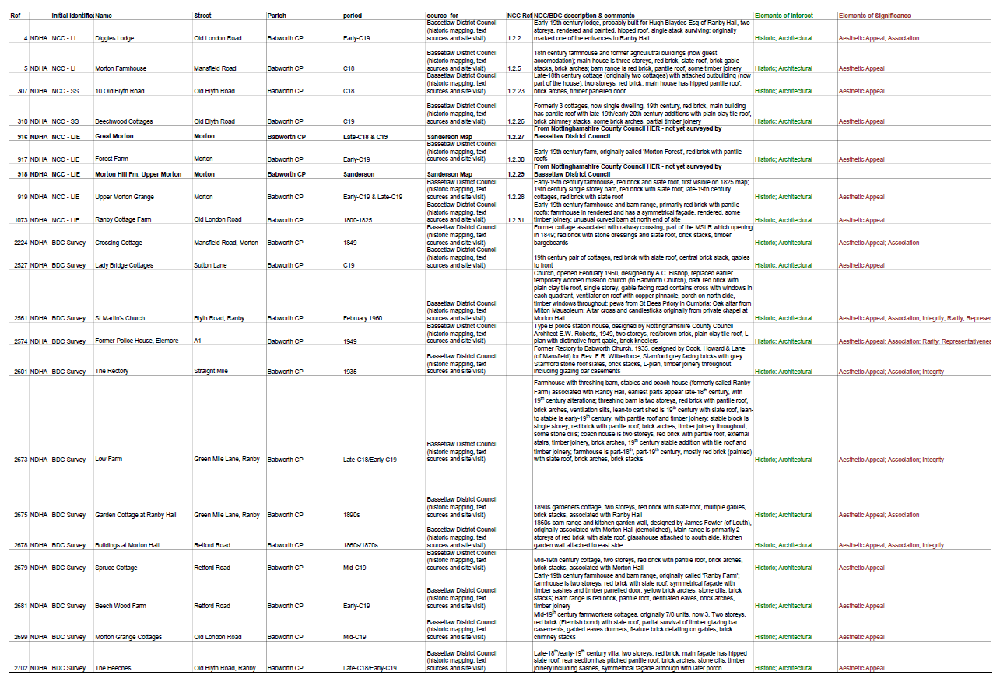 Ref Initial Identific Name Street Parish period source_for NCC Ref NCC/BDC description & comments Elements of Interest Elements of Significance
4 NDHA NCC - LI Diggles Lodge Old London Road Babworth CP Early-C19 Bassetlaw District Council (historic mapping, text sources and site visit) 1.2.2 Early-19th century lodge, probably built for Hugh Blaydes Esq of Ranby Hall, two storeys, rendered and painted, hipped roof, single stack surviving; originally marked one of the entrances to Ranby Hall Historic; Architectural Aesthetic Appeal; Association
5 NDHA NCC - LI Morton Farmhouse Mansfield Road Babworth CP C18 Bassetlaw District Council (historic mapping, text sources and site visit) 1.2.5 18th century farmhouse and former agriculutral buildings (now guest accomodation); main house is three storeys, red brick, slate roof, brick gable stacks, brick arches; barn range is red brick, pantile roof, some timber joinery Historic; Architectural Aesthetic Appeal
307 NDHA NCC - SS 10 Old Blyth Road Old Blyth Road Babworth CP C18 Bassetlaw District Council (historic mapping, text sources and site visit) 1.2.23 Late-18th century cottage (originally two cottages) with attached outbuilding (now part of the house), two storeys, red brick, main house has hipped pantile roof, brick arches, timber panelled door Historic; Architectural Aesthetic Appeal
310 NDHA NCC - SS Beechwood Cottages Old Blyth Road Babworth CP C19 Bassetlaw District Council (historic mapping, text sources and site visit) 1.2.26 Formerly 3 cottages, now single dwelling, 19th century, red brick, main building has pantile roof with late-19th/early-20th century additions with plain clay tile roof, brick chimney stacks, some brick arches, partial timber joinery Historic; Architectural Aesthetic Appeal
916 NDHA NCC - LIE Great Morton Morton Babworth CP Late-C18 & C19 Sanderson Map 1.2.27 From Nottinghamshire County Council HER - not yet surveyed by Bassetlaw District Council
917 NDHA NCC - LIE Forest Farm Morton Babworth CP Early-C19 Bassetlaw District Council (historic mapping, text sources and site visit) 1.2.30 Early-19th century farm, originally called 'Morton Forest', red brick with pantile roofs Historic; Architectural Aesthetic Appeal
918 NDHA NCC - LIE Morton Hill Fm; Upper Morton Morton Babworth CP Sanderson Sanderson Map 1.2.29 From Nottinghamshire County Council HER - not yet surveyed by Bassetlaw District Council
919 NDHA NCC - LIE Upper Morton Grange Morton Babworth CP Early-C19 & Late-C19 Bassetlaw District Council (historic mapping, text sources and site visit) 1.2.28 Early-19th century farmhouse, red brick and slate roof, first visible on 1825 map; 19th century single storey barn, red brick with slate roof; late-19th century cottages, red brick with slate roof Historic; Architectural Aesthetic Appeal
1073 NDHA NCC - LIE Ranby Cottage Farm Old London Road Babworth CP 1800-1825 Bassetlaw District Council (historic mapping, text sources and site visit) 1.2.31 Early-19th century farmhouse and barn range, primarily red brick with pantile roofs; farmhouse in rendered and has a symmetrical façade, rendered, some timber joinery; unusual curved barn at north end of site Historic; Architectural Aesthetic Appeal
2224 NDHA BDC Survey Crossing Cottage Mansfield Road, Morton Babworth CP 1849 Bassetlaw District Council (historic mapping, text sources and site visit) Former cottage associated with railway crossing, part of the MSLR which opening in 1849; red brick with stone dressings and slate roof, brick stacks, timber bargeboards Historic; Architectural Aesthetic Appeal; Association
2527 NDHA BDC Survey Lady Bridge Cottages Sutton Lane Babworth CP C19 Bassetlaw District Council (historic mapping, text sources and site visit) 19th century pair of cottages, red brick with slate roof, central brick stack, gables to front Historic; Architectural Aesthetic Appeal
2561 NDHA BDC Survey St Martin's Church Blyth Road, Ranby Babworth CP February 1960 Bassetlaw District Council (historic mapping, text sources and site visit) Church, opened February 1960, designed by A.C. Bishop, replaced earlier temporary wooden mission church (to Babworth Church), dark red brick with plain clay tile roof, single storey, gable facing road contains cross with windows in each quadrant, ventilator on roof with copper pinnacle, porch on north side, timber windows throughout; pews from St Bees Priory in Cumbria; Oak altar from Milton Mausoleum; Altar cross and candlesticks originally from private chapel at Morton Hall Historic; Architectural Aesthetic Appeal; Association; Integrity; Rarity; Represen
2574 NDHA BDC Survey Former Police House, Elemore A1 Babworth CP 1949 Bassetlaw District Council (historic mapping, text sources and site visit) Type B police station house, designed by Nottinghamshire County Council Architect E.W. Roberts, 1949, two storeys, red/brown brick, plain clay tile roof, L-plan with distinctive front gable, brick kneelers Historic; Architectural Aesthetic Appeal; Association; Rarity; Representativenes
2601 NDHA BDC Survey The Rectory Straight Mile Babworth CP 1935 Bassetlaw District Council (historic mapping, text sources and site visit) Former Rectory to Babworth Church, 1935, designed by Cook, Howard & Lane (of Mansfield) for Rev. F.R. Wilberforce, Stamford grey facing bricks with grey Stamford stone roof slates, brick stacks, L-plan, timber joinery throughout including glazing bar casements Historic; Architectural Aesthetic Appeal; Association; Integrity
2673 NDHA BDC Survey Low Farm Green Mile Lane, Ranby Babworth CP Late-C18/Early-C19 Bassetlaw District Council (historic mapping, text sources and site visit) Farmhouse with threshing barn, stables and coach house (formerly called Ranby Farm) associated with Ranby Hall, earliest parts appear late-18th century, with 19th century alterations; threshing barn is two storeys, red brick with pantile roof, brick arches, ventilation slits, lean-to cart shed is 19th century with slate roof, lean-to stable is early-19th century, with pantile roof and timber joinery; stable block is single storey, red brick with pantile roof, brick arches, timber joinery throughout, some stone cills; coach house is two storeys, red brick with pantile roof, external stairs, timber joinery, brick arches, 19th century stable addition with tile roof and timber joinery; farmhouse is part-18th, part-19th century, mostly red brick (painted) with slate roof, brick arches, brick stacks Historic; Architectural Aesthetic Appeal; Association; Integrity
2675 NDHA BDC Survey Garden Cottage at Ranby Hall Green Mile Lane, Ranby Babworth CP 1890s Bassetlaw District Council (historic mapping, text sources and site visit) 1890s gardeners cottage, two storeys, red brick with slate roof, multiple gables, brick stacks, associated with Ranby Hall Historic; Architectural Aesthetic Appeal; Association
2678 NDHA BDC Survey Buildings at Morton Hall Retford Road Babworth CP 1860s/1870s Bassetlaw District Council (historic mapping, text sources and site visit) 1860s barn range and kitchen garden wall, designed by James Fowler (of Louth), originally associated with Morton Hall (demolished), Main range is primarily 2 storeys of red brick with slate roof, glasshouse attached to south side, kitchen garden wall attached to east side. Historic; Architectural Aesthetic Appeal; Association; Integrity
2679 NDHA BDC Survey Spruce Cottage Retford Road Babworth CP Mid-C19 Bassetlaw District Council (historic mapping, text sources and site visit) Mid-19th century cottage, two storeys, red brick with pantile roof, brick arches, brick stacks, associated with Morton Hall Historic; Architectural Aesthetic Appeal
2681 NDHA BDC Survey Beech Wood Farm Retford Road Babworth CP Early-C19 Bassetlaw District Council (historic mapping, text sources and site visit) Early-19th century farmhouse and barn range, originally called 'Ranby Farm'; farmhouse is two storeys, red brick with slate roof, symmetrical façade with timber sashes and timber panelled door, yellow brick arches, stone cills, brick stacks; Barn range is red brick, pantile roof, dentilated eaves, brick arches, timber joinery Historic; Architectural Aesthetic Appeal
2699 NDHA BDC Survey Morton Grange Cottages Old London Road Babworth CP Mid-C19 Bassetlaw District Council (historic mapping, text sources and site visit) Mid-19th century farmworkers cottages, originally 7/8 units, now 3. Two storeys, red brick (Flemish bond) with slate roof, partial survival of timber glazing bar casements, gabled eaves dormers, feature brick detailing on gables, brick chimney stacks Historic; Architectural Aesthetic Appeal
2702 NDHA BDC Survey The Beeches Old Blyth Road, Ranby Babworth CP Late-C18/Early-C19 Bassetlaw District Council (historic mapping, text sources and site visit) Late-18th/early-19th century villa, two storeys, red brick, main façade has hipped slate roof, rear section has pitched pantile roof, brick arches, stone cills, timber joinery including sashes, symmetrical façade although with later porch Historic; Architectural Aesthetic Appeal